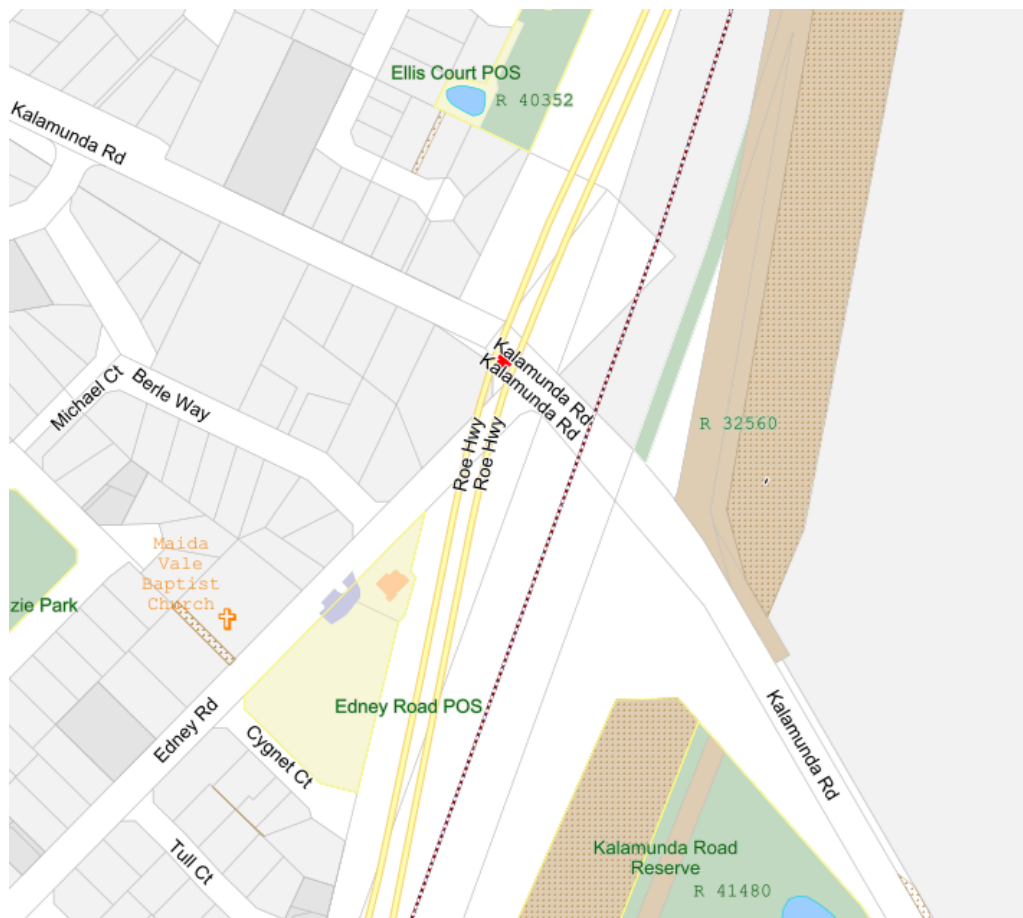 Ellis Court POS
R 40352
Kalamunda Rd
Kalamunda Rd
Kalamunda Rd
Michael Ct
Berle Way
Roe Hwy
Roe Hwy
R 32560
Maida
Vale
Baptist
Church
zie Park
Edney Road POS
Edney Rd
Cygnet Ct
Kalamunda Rd
Tull Ct
Kalamunda Road
Reserve
R 41480